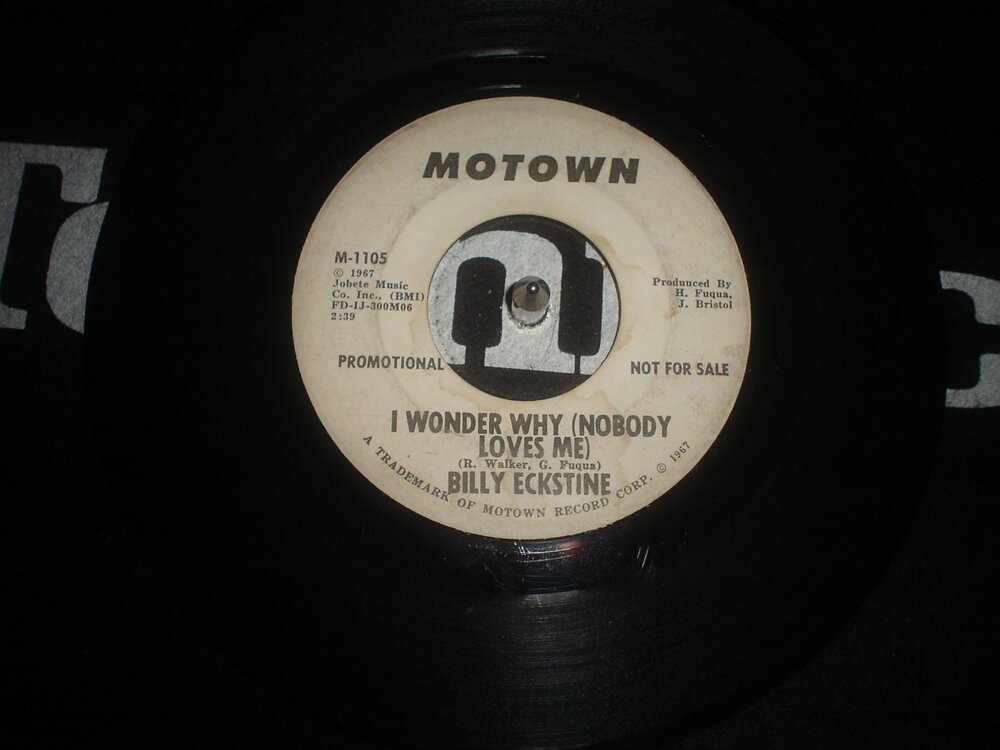 MOTOWN
M-1105
© 1967
Jobete Music
Co. Inc., (BMI)
FD-IJ-300M06
2:39
Produuced By
H. Fuqua,
J. Bristol
PROMOTIONAL
NOT FOR SALE
I WONDER WHY (NOBODY
LOVES ME)
(R. Walker, G. Fuqua)
BILLY ECKSTINE
A TRADEMARK OF MOTOWN RECORD CORP. © 1967